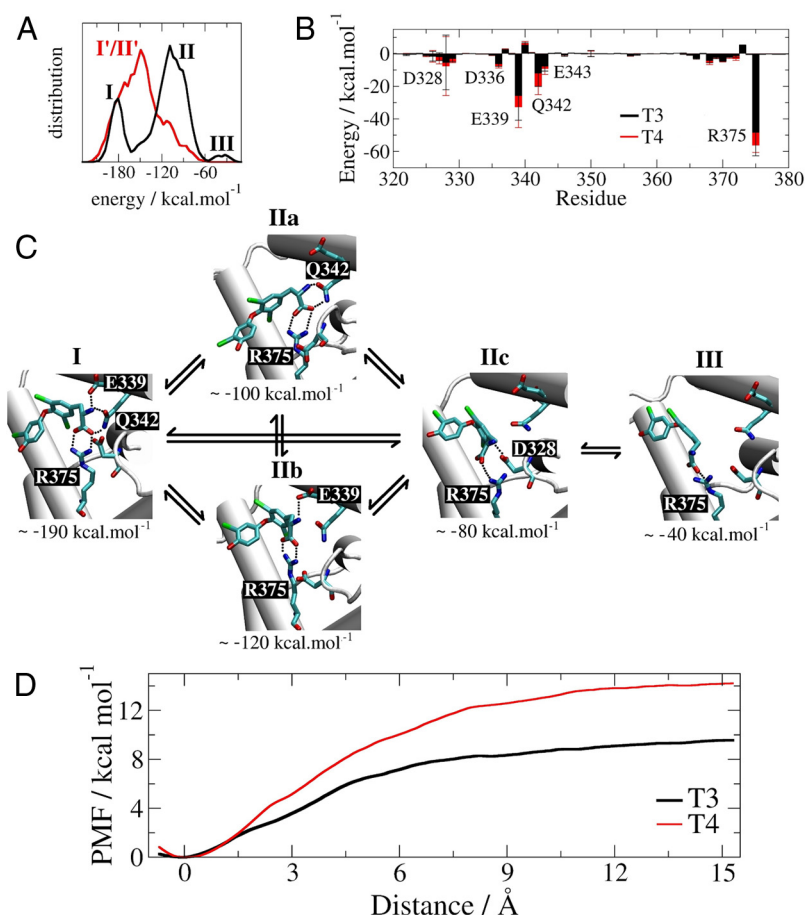 A
I'/II'
II
I
III
distribution
-180 -120 -60
energy / kcal.mol-1
B
0
-20
-40
-60
Energy / kcal.mol-1
D328
D336
E339
E343
Q342
R375
T3
T4
320 330 340 350 360 370 380
Residue
C
IIa
Q342
R375
~ -100 kcal.mol-1
I
E339
Q342
R375
~ -190 kcal.mol-1
IIb
E339
R375
~ -120 kcal.mol-1
IIc
D328
R375
~ -80 kcal.mol-1
III
R375
~ -40 kcal.mol-1
D
12
8
4
0
PMF / kcal mol-1
T3
T4
0 3 6 9 12 15
Distance / Å